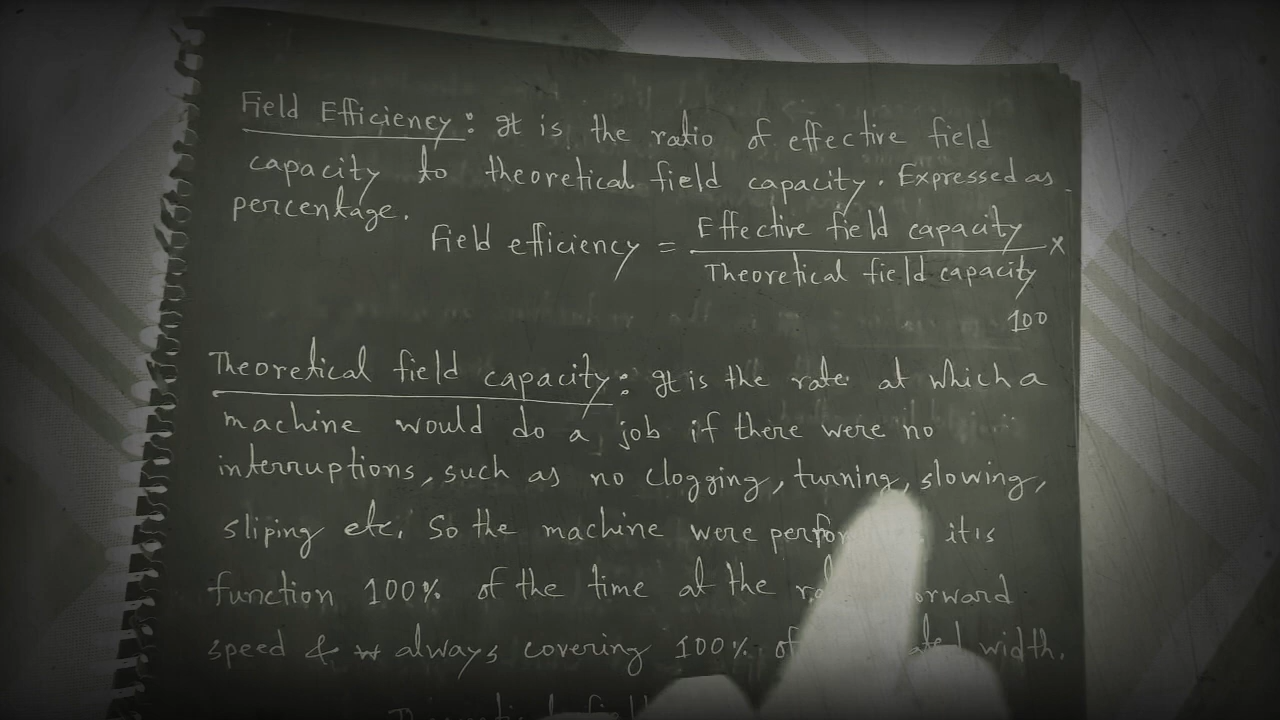 Field Efficiency: It is the ratio of effective field
capacity to theoretical field capacity. Expressed as
percentage.
Field efficiency = Effective field capacity / Theoretical field capacity ×
100
Theoretical field capacity: It is the rate at which a
machine would do a job if there were no
interruptions, such as no clogging, turning, slowing,
sliping etc. So the machine were it is
function 100% of the time at the
speed & always covering 100% of width.